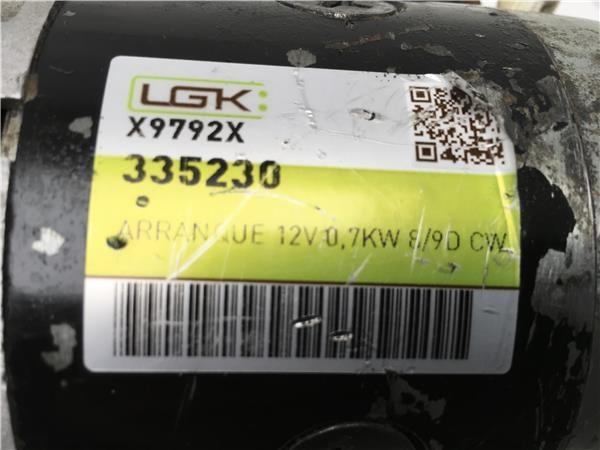 LGK
X9792X
335230
ARRANQUE 12V 0,7KW 8/9D CW